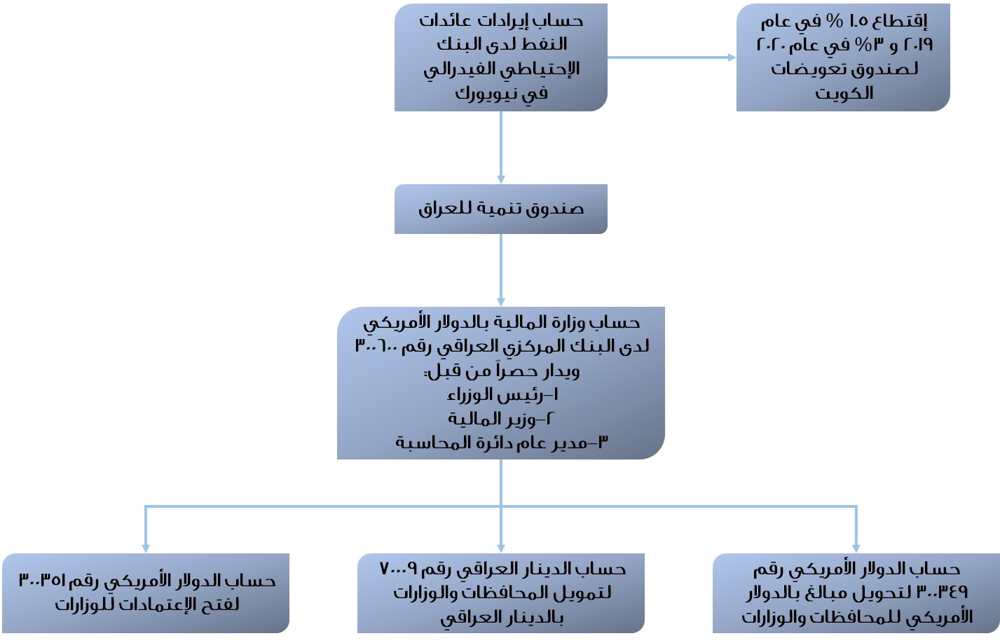 حساب إيرادات عائدات
النفط لدى البنك
الإحتياطي الفيدرالي
في نيويورك
إقتطاع ١.٥ % في عام
٢٠١٩ و ٣% في عام ٢٠٢٠
لصندوق تعويضات
الكويت
صندوق تنمية للعراق
حساب وزارة المالية بالدولار الأمريكي
لدى البنك المركزي العراقي رقم ٣٠٠٦٠٠
ويدار حصراً من قبل:
١-رئيس الوزراء
٢-وزير المالية
٣-مدير عام دائرة المحاسبة
حساب الدولار الأمريكي رقم
٣٠٠٣٤٩ لتحويل مبالغ بالدولار
الأمريكي للمحافظات والوزارات
حساب الدينار العراقي رقم ٧٠٠٠٩
لتمويل المحافظات والوزارات
بالدينار العراقي
حساب الدولار الأمريكي رقم ٣٠٠٣٥١
لفتح الإعتمادات للوزارات